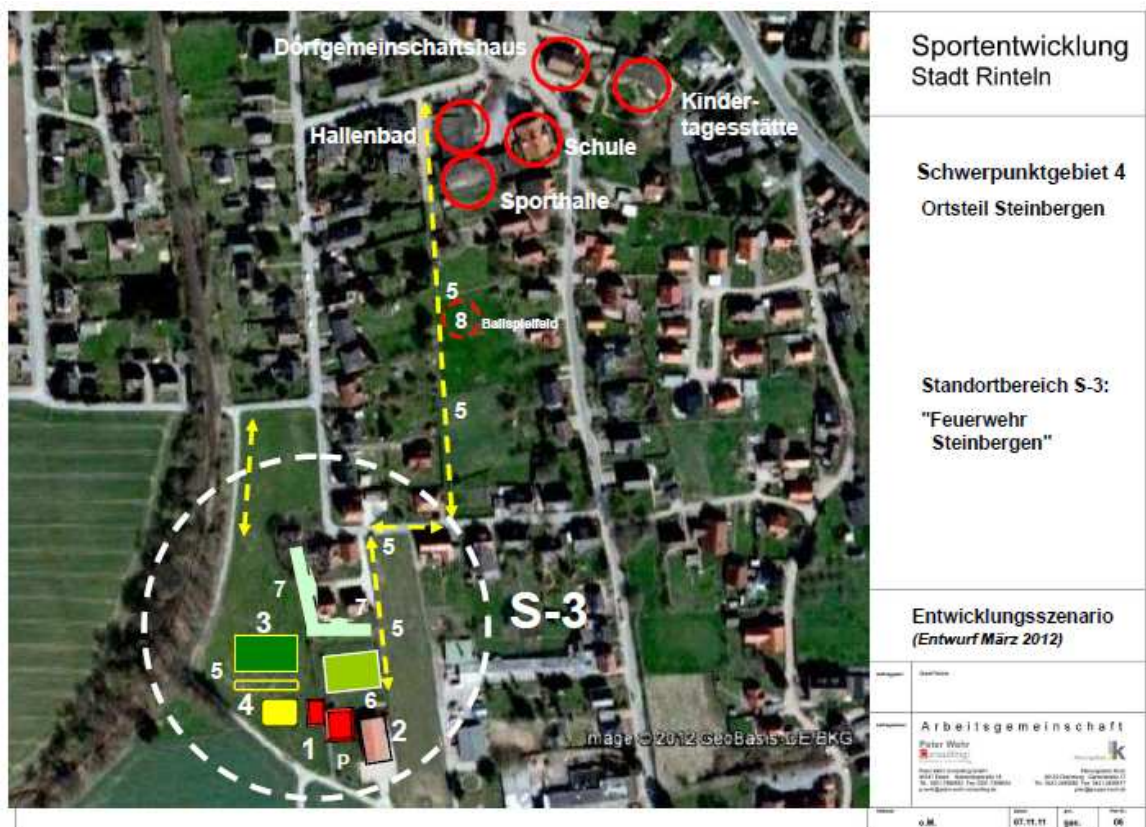 Dorfgemeinschaftshaus
Kinder-
tagesstätte
Hallenbad
Schule
Sporthalle
5
8 Ballspielfeld
5
5
7
7
S-3
3
5
5
6
4
2
1
P
Image © 2012 GeoBasis-DE/BKG
Sportentwicklung
Stadt Rinteln
Schwerpunktgebiet 4
Ortsteil Steinbergen
Standortbereich S-3:
"Feuerwehr
Steinbergen"
Entwicklungsszenario
(Entwurf März 2012)
Arbeitsgemeinschaft
Peter Wehr
Consulting
k
o.M.
07.11.11
gez.
06